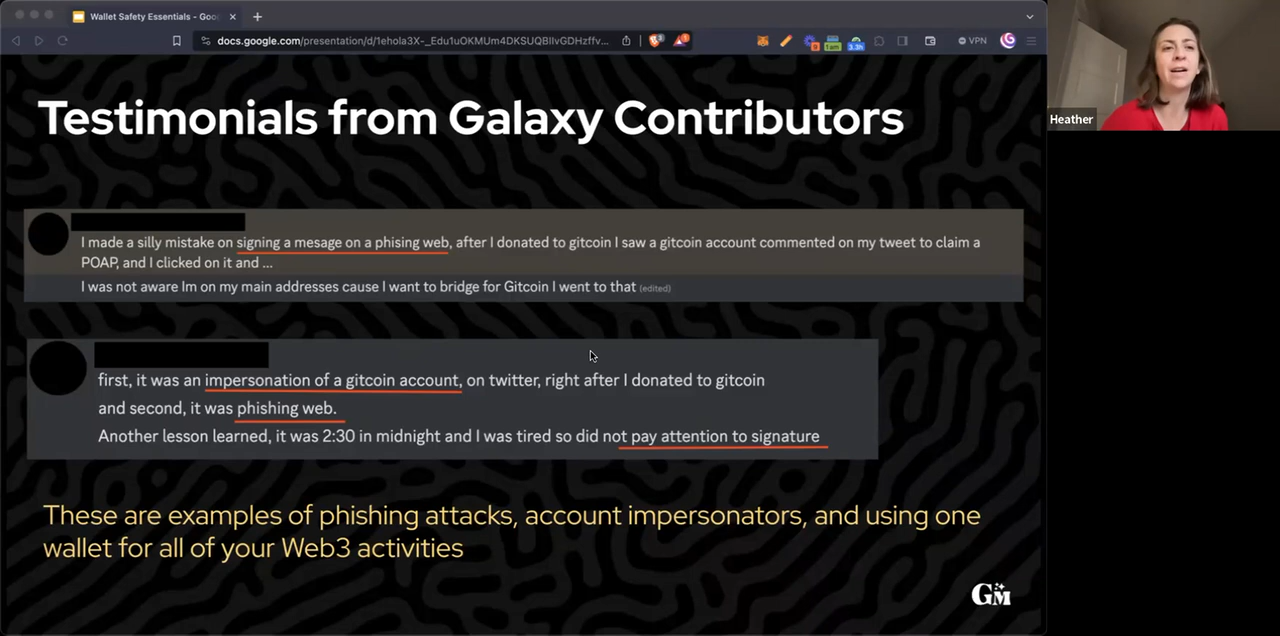 Wallet Safety Essentials - Goo
docs.google.com/presentation/d/1ehola3X-_Edu1uOKMUm4DKSUQBIlvGDHzffv...
VPN
Heather
Testimonials from Galaxy Contributors
I made a silly mistake on signing a mesage on a phising web, after I donated to gitcoin I saw a gitcoin account commented on my tweet to claim a
POAP, and I clicked on it and ...
I was not aware Im on my main addresses cause I want to bridge for Gitcoin I went to that (edited)
first, it was an impersonation of a gitcoin account, on twitter, right after I donated to gitcoin
and second, it was phishing web.
Another lesson learned, it was 2:30 in midnight and I was tired so did not pay attention to signature
These are examples of phishing attacks, account impersonators, and using one
wallet for all of your Web3 activities
GM